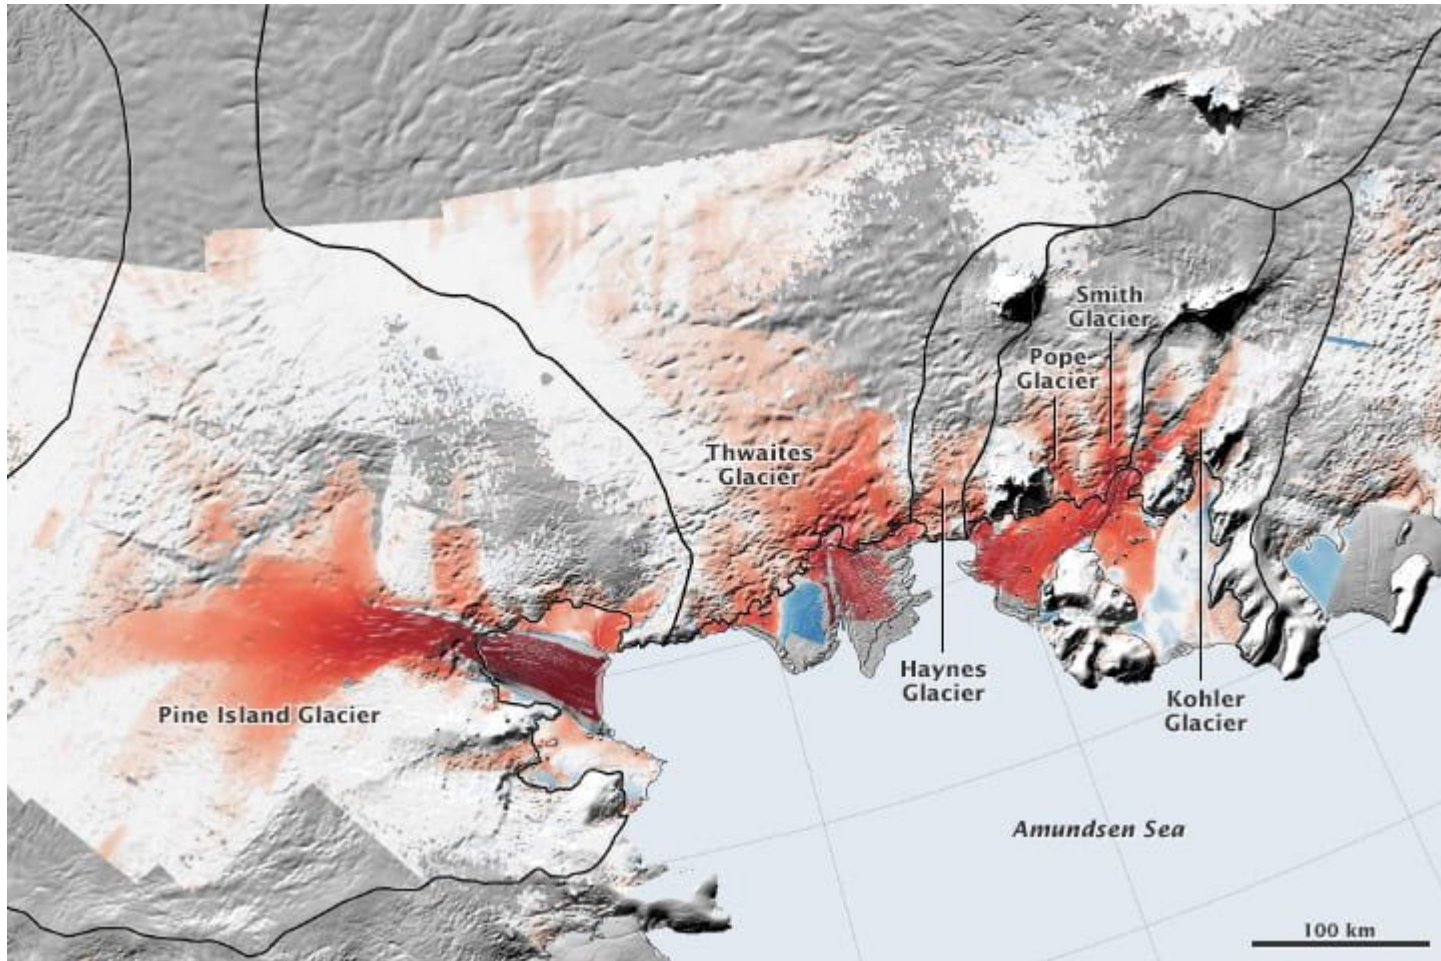 Smith
Glacier
Pope
Glacier
Thwaites
Glacier
Haynes
Glacier
Kohler
Glacier
Pine Island Glacier
Amundsen Sea
100 km